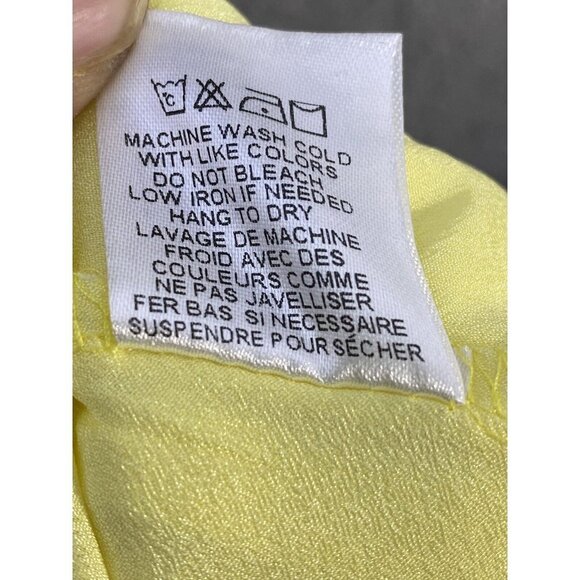 °C
MACHINE WASH COLD
WITH LIKE COLORS
DO NOT BLEACH
LOW IRON IF NEEDED
HANG TO DRY
LAVAGE DE MACHINE
FROID AVEC DES
COULEURS COMME
NE PAS JAVELLISER
FER BAS SI NECESSAIRE
SUSPENDRE POUR SÉCHER